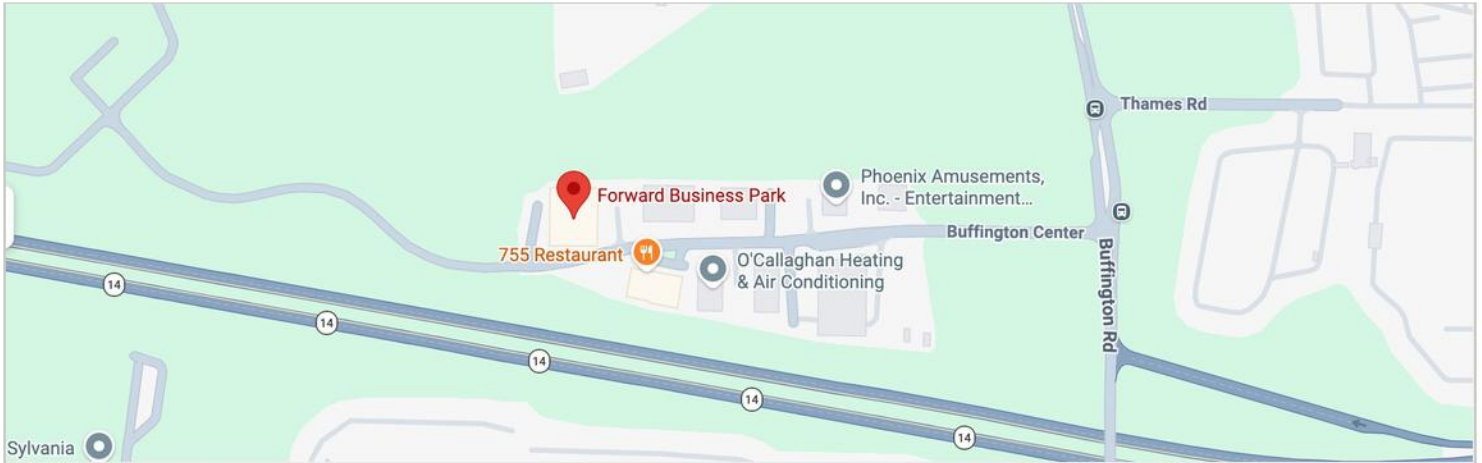 Thames Rd
Phoenix Amusements,
Inc. - Entertainment...
Forward Business Park
Buffington Center
755 Restaurant
O'Callaghan Heating
& Air Conditioning
Buffington Rd
14
14
14
14
14
Sylvania